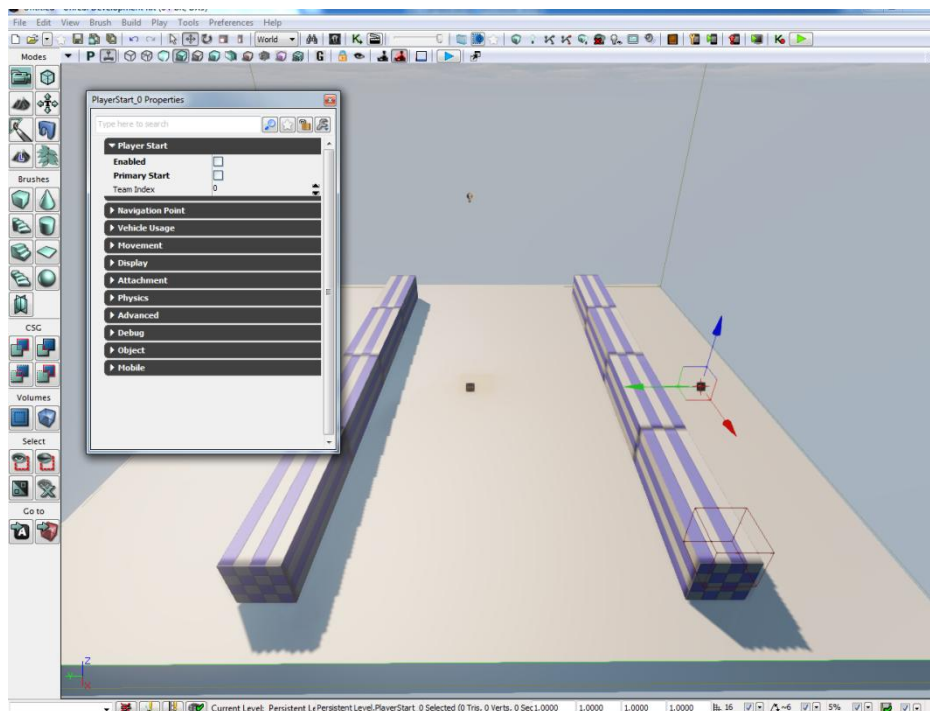 File Edit View Brush Build Play Tools Preferences Help
World
Modes
P G
PlayerStart_0 Properties
Type here to search
Player Start
Enabled
Primary Start
Team Index 0
Navigation Point
Vehicle Usage
Movement
Display
Attachment
Physics
Advanced
Debug
Object
Mobile
Brushes
CSG
Volumes
Select
Go to
A
Z
X
Current Level: Persistent Le Persistent Level.PlayerStart_0 Selected (0 Tris, 0 Verts, 0 Sec 1.0000 1.0000 1.0000 1.0000 16 ~6 5%